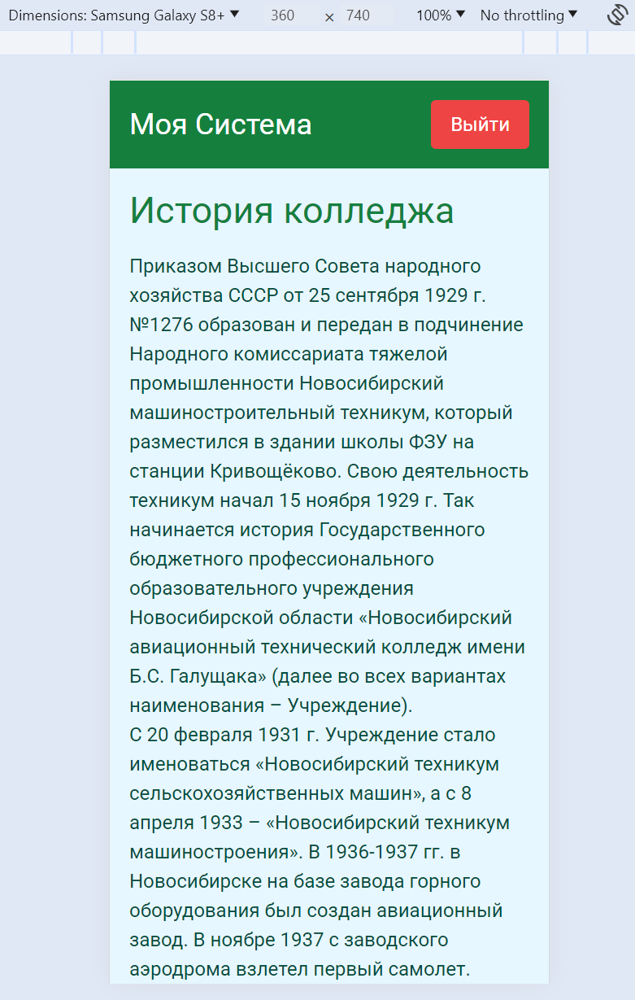 Dimensions: Samsung Galaxy S8+ ▼ 360 × 740 100% ▼ No throttling ▼
Моя Система Выйти
История колледжа
Приказом Высшего Совета народного
хозяйства СССР от 25 сентября 1929 г.
№1276 образован и передан в подчинение
Народного комиссариата тяжелой
промышленности Новосибирский
машиностроительный техникум, который
разместился в здании школы ФЗУ на
станции Кривощёково. Свою деятельность
техникум начал 15 ноября 1929 г. Так
начинается история Государственного
бюджетного профессионального
образовательного учреждения
Новосибирской области «Новосибирский
авиационный технический колледж имени
Б.С. Галущака» (далее во всех вариантах
наименования – Учреждение).
С 20 февраля 1931 г. Учреждение стало
именоваться «Новосибирский техникум
сельскохозяйственных машин», а с 8
апреля 1933 – «Новосибирский техникум
машиностроения». В 1936-1937 гг. в
Новосибирске на базе завода горного
оборудования был создан авиационный
завод. В ноябре 1937 с заводского
аэродрома взлетел первый самолет.